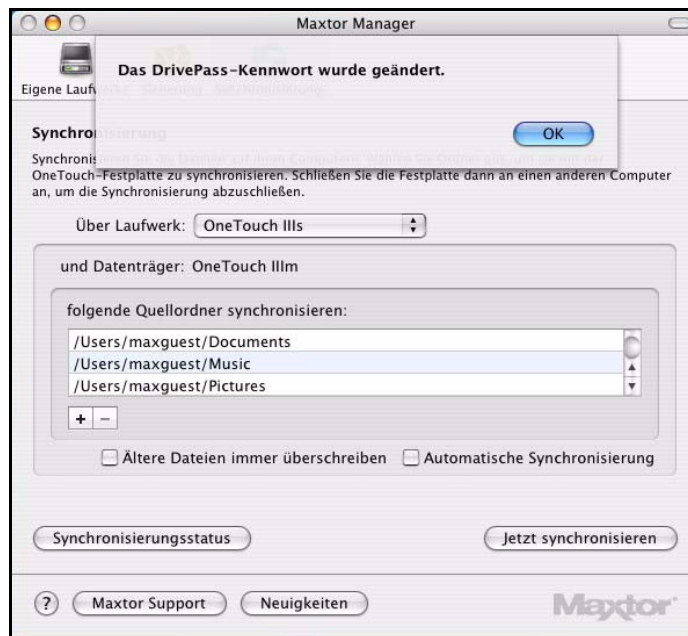 Maxtor Manager
Das DrivePass-Kennwort wurde geändert.
OK
Eigene Laufwerke
Synchronisierung
OneTouch-Festplatte zu synchronisieren. Schließen Sie die Festplatte dann an einen anderen Computer
an, um die Synchronisierung abzuschließen.
Über Laufwerk: OneTouch IIIs
und Datenträger: OneTouch IIIm
folgende Quellordner synchronisieren:
/Users/maxguest/Documents
/Users/maxguest/Music
/Users/maxguest/Pictures
+ −
Ältere Dateien immer überschreiben Automatische Synchronisierung
Synchronisierungsstatus Jetzt synchronisieren
? Maxtor Support Neuigkeiten Maxtor